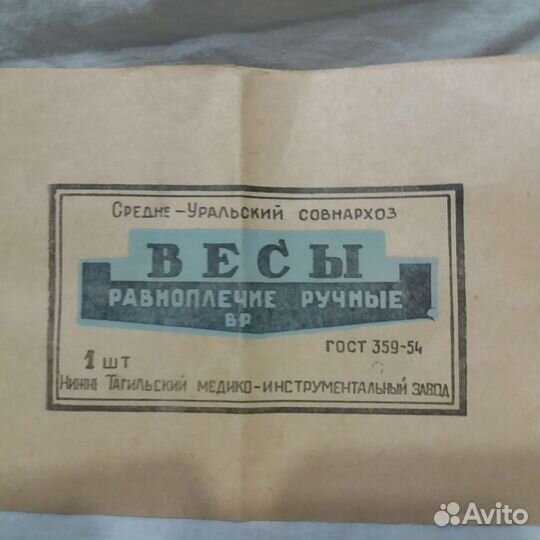 Средне-Уральский совнархоз
ВЕСЫ
РАВНОПЛЕЧИЕ РУЧНЫЕ
ВР
ГОСТ 359-54
1 шт
Нижне Тагильский медико-инструментальный завод
Avito